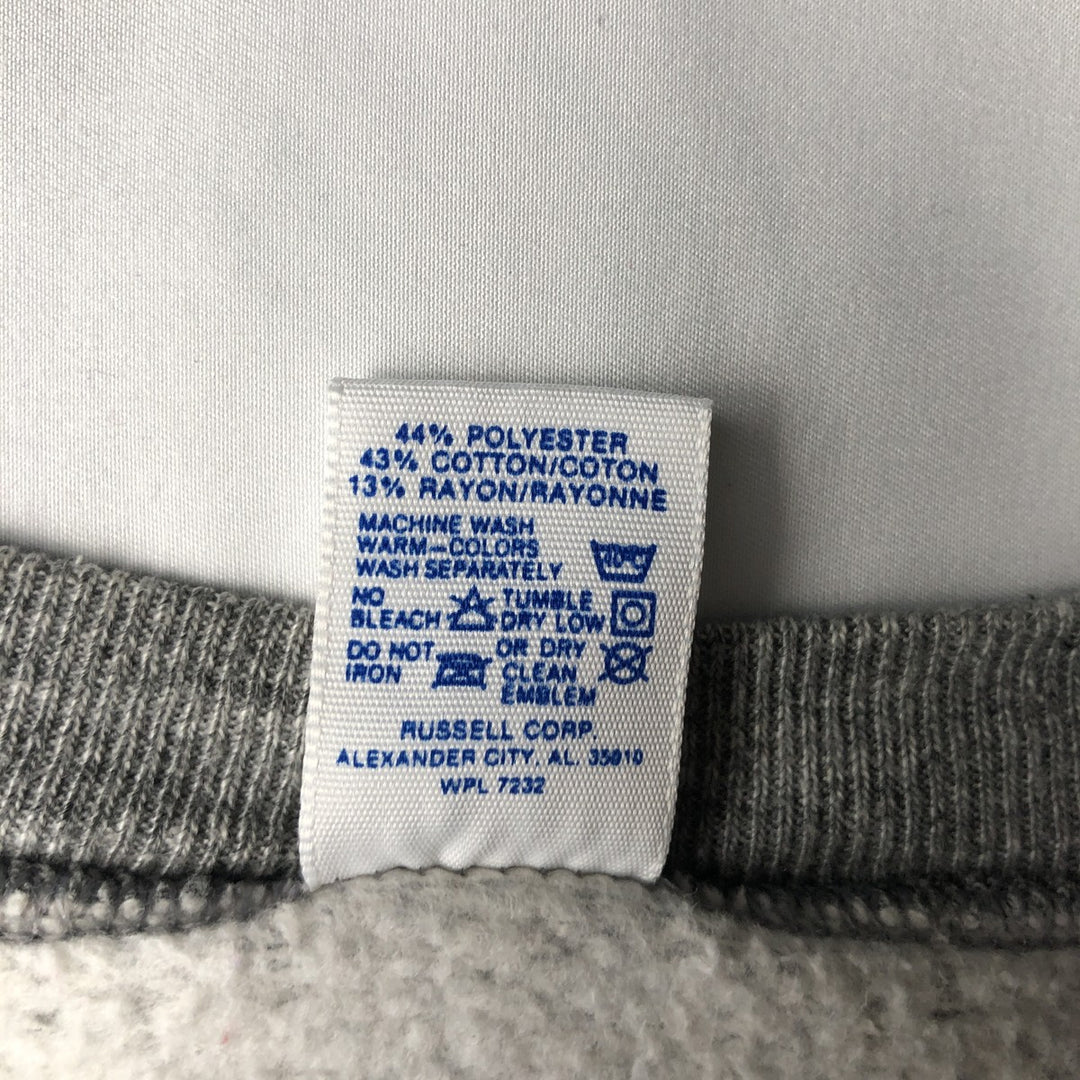 44% POLYESTER
43% COTTON/COTON
13% RAYON/RAYONNE
MACHINE WASH
WARM-COLORS
WASH SEPARATELY
NO BLEACH
TUMBLE DRY LOW
DO NOT IRON
OR DRY CLEAN EMBLEM
RUSSELL CORP.
ALEXANDER CITY, AL. 35010
WPL 7232